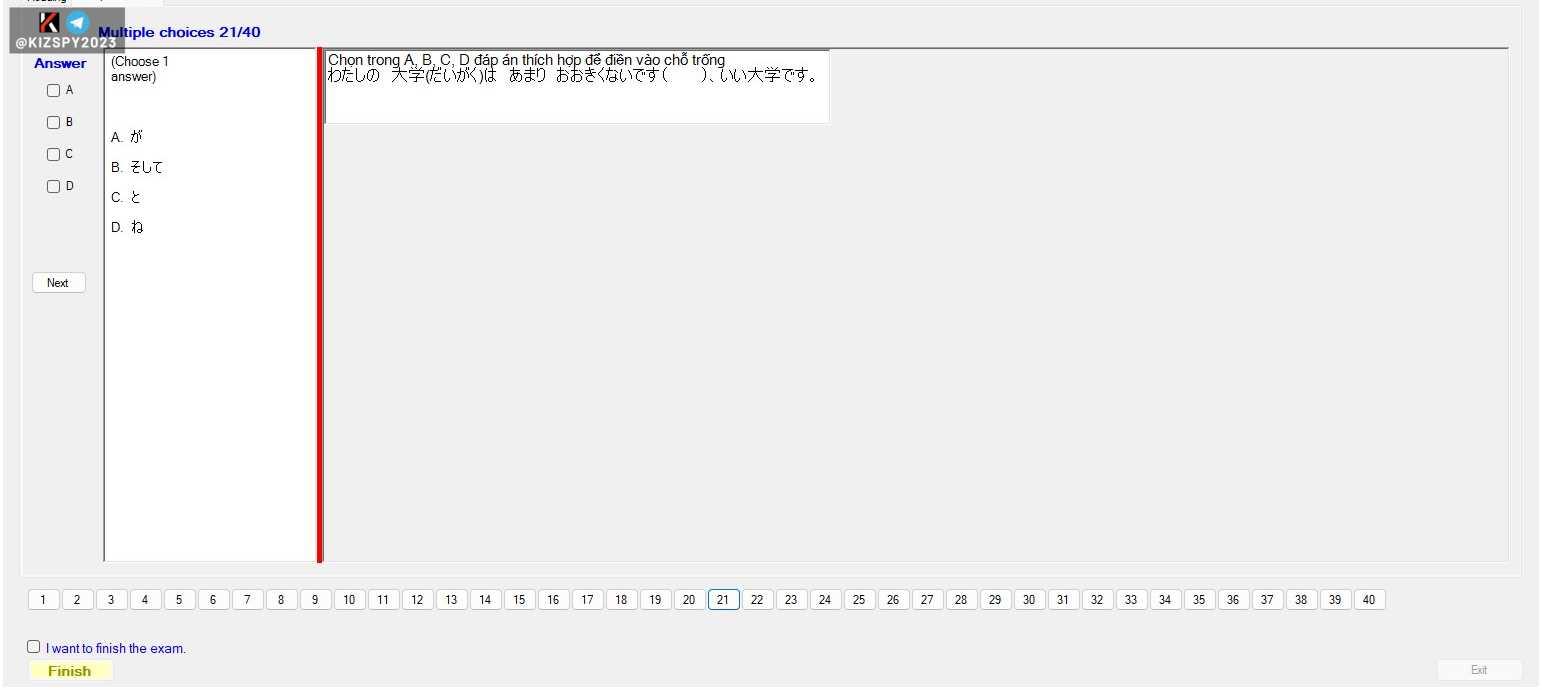 @KIZSPY2023
Multiple choices 21/40
Answer
A
B
C
D
Next
(Choose 1
answer)
A. が
B. そして
C. と
D. ね
Chọn trong A, B, C, D đáp án thích hợp để điền vào chỗ trống
わたしの　大学(だいがく)は　あまり　おおきくないです(　　)、いい大学です。
1 2 3 4 5 6 7 8 9 10 11 12 13 14 15 16 17 18 19 20 21 22 23 24 25 26 27 28 29 30 31 32 33 34 35 36 37 38 39 40
I want to finish the exam.
Finish
Exit